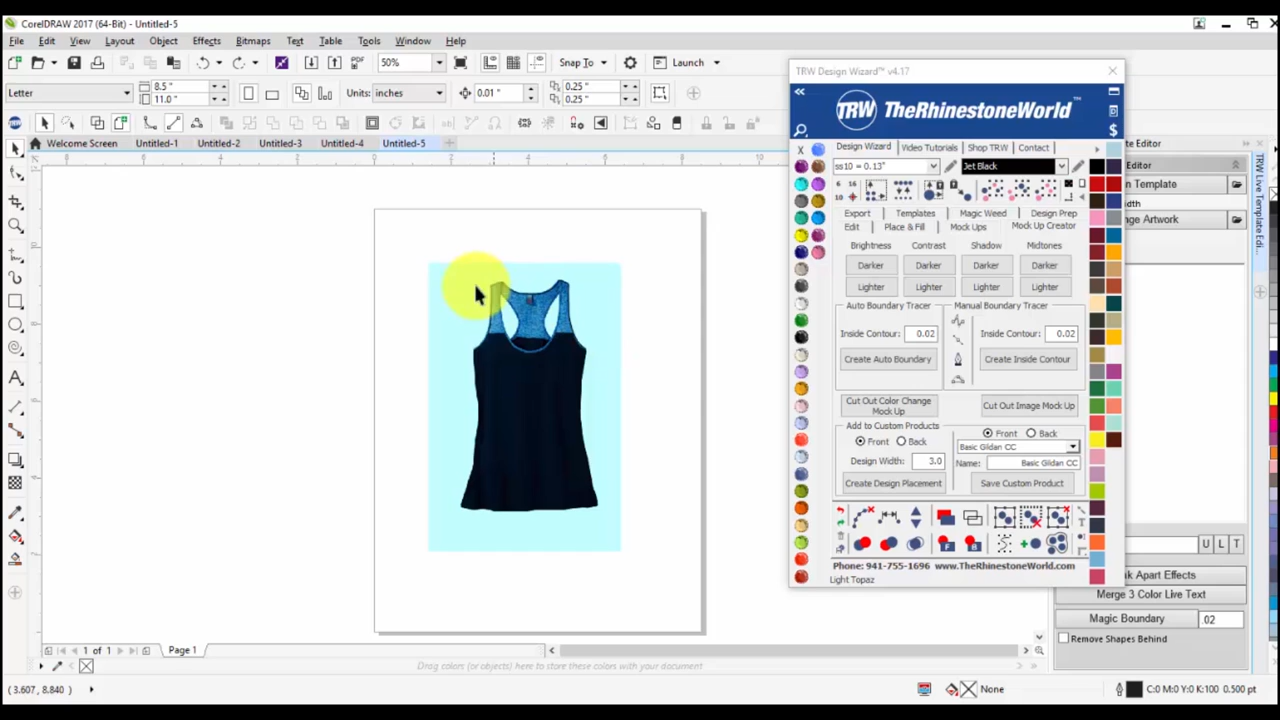 CorelDRAW 2017 (64-Bit) - Untitled-5
File Edit View Layout Object Effects Bitmaps Text Table Tools Window Help
50% Snap To Launch
Letter 8.5 " 11.0 " Units: inches 0.01 " 0.25 " 0.25 "
Welcome Screen Untitled-1 Untitled-2 Untitled-3 Untitled-4 Untitled-5
TRW Design Wizard™ v4.17
TRW TheRhinestoneWorld™
Design Wizard Video Tutorials Shop TRW Contact
ss10 = 0.13" Jet Black
Export Templates Magic Weed Design Prep
Edit Place & Fill Mock Ups Mock Up Creator
Brightness Contrast Shadow Midtones
Darker Darker Darker Darker
Lighter Lighter Lighter Lighter
Auto Boundary Tracer Manual Boundary Tracer
Inside Contour: 0.02 Inside Contour: 0.02
Create Auto Boundary Create Inside Contour
Cut Out Color Change Mock Up Cut Out Image Mock Up
Add to Custom Products
Front Back Front Back
Basic Gildan CC
Design Width: 3.0 Name: Basic Gildan CC
Create Design Placement Save Custom Product
Phone: 941-755-1696 www.TheRhinestoneWorld.com
Light Topaz
Editor
Editor
Template
Artwork
TRW Live Template Edi...
U L T
Apart Effects
Merge 3 Color Live Text
Magic Boundary .02
Remove Shapes Behind
1 of 1 Page 1
Drag colors (or objects) here to store these colors with your document
(3.607, 8.840 ) None C:0 M:0 Y:0 K:100 0.500 pt